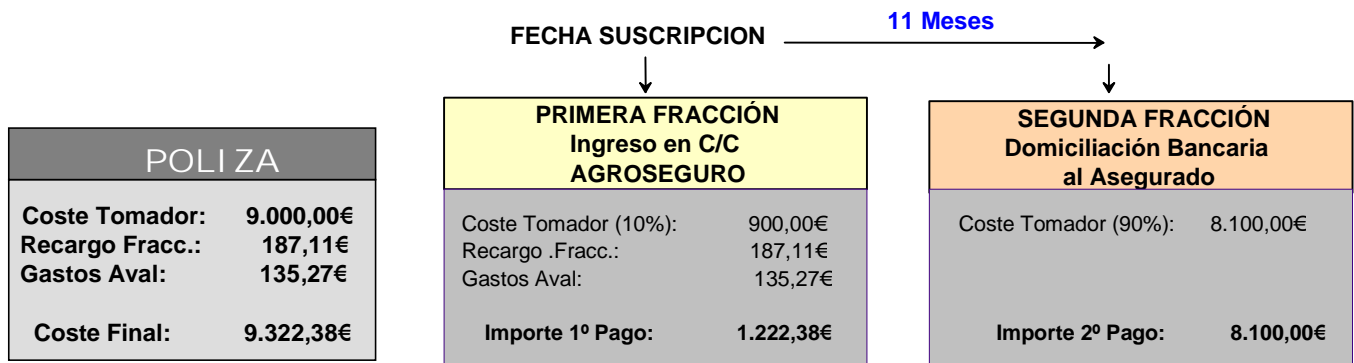 11 Meses
FECHA SUSCRIPCION
POLIZA
Coste Tomador: 9.000,00€
Recargo Fracc.: 187,11€
Gastos Aval: 135,27€
Coste Final: 9.322,38€
PRIMERA FRACCIÓN
Ingreso en C/C
AGROSEGURO
Coste Tomador (10%): 900,00€
Recargo .Fracc.: 187,11€
Gastos Aval: 135,27€
Importe 1º Pago: 1.222,38€
SEGUNDA FRACCIÓN
Domiciliación Bancaria
al Asegurado
Coste Tomador (90%): 8.100,00€
Importe 2º Pago: 8.100,00€